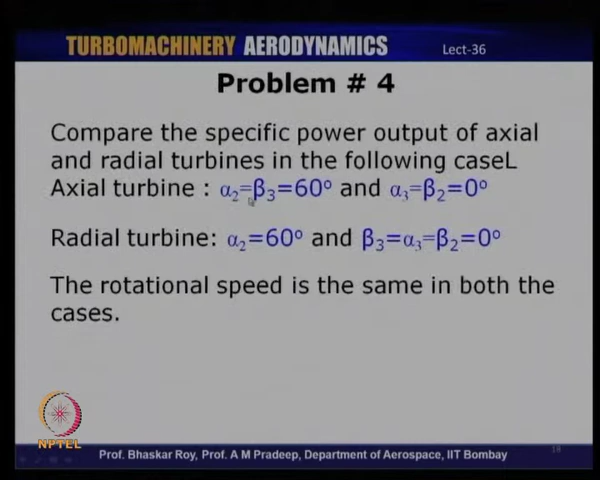 TURBOMACHINERY AERODYNAMICS Lect-36
Problem # 4
Compare the specific power output of axial
and radial turbines in the following caseL
Axial turbine : α₂=β₃=60° and α₃=β₂=0°
Radial turbine: α₂=60° and β₃=α₃=β₂=0°
The rotational speed is the same in both the
cases.
NPTEL
Prof. Bhaskar Roy, Prof. A M Pradeep, Department of Aerospace, IIT Bombay
18